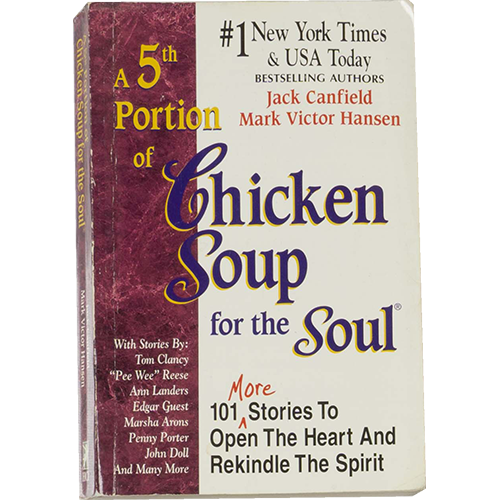 #1 New York Times
& USA Today
BESTSELLING AUTHORS
Jack Canfield
Mark Victor Hansen
A 5th
Portion
of
Chicken
Soup
for the Soul®
With Stories By:
Tom Clancy
"Pee Wee" Reese
Ann Landers
Edgar Guest
Marsha Arons
Penny Porter
John Doll
And Many More
More
101 Stories To
Open The Heart And
Rekindle The Spirit
Chicken Soup for the Soul
Mark Victor Hansen